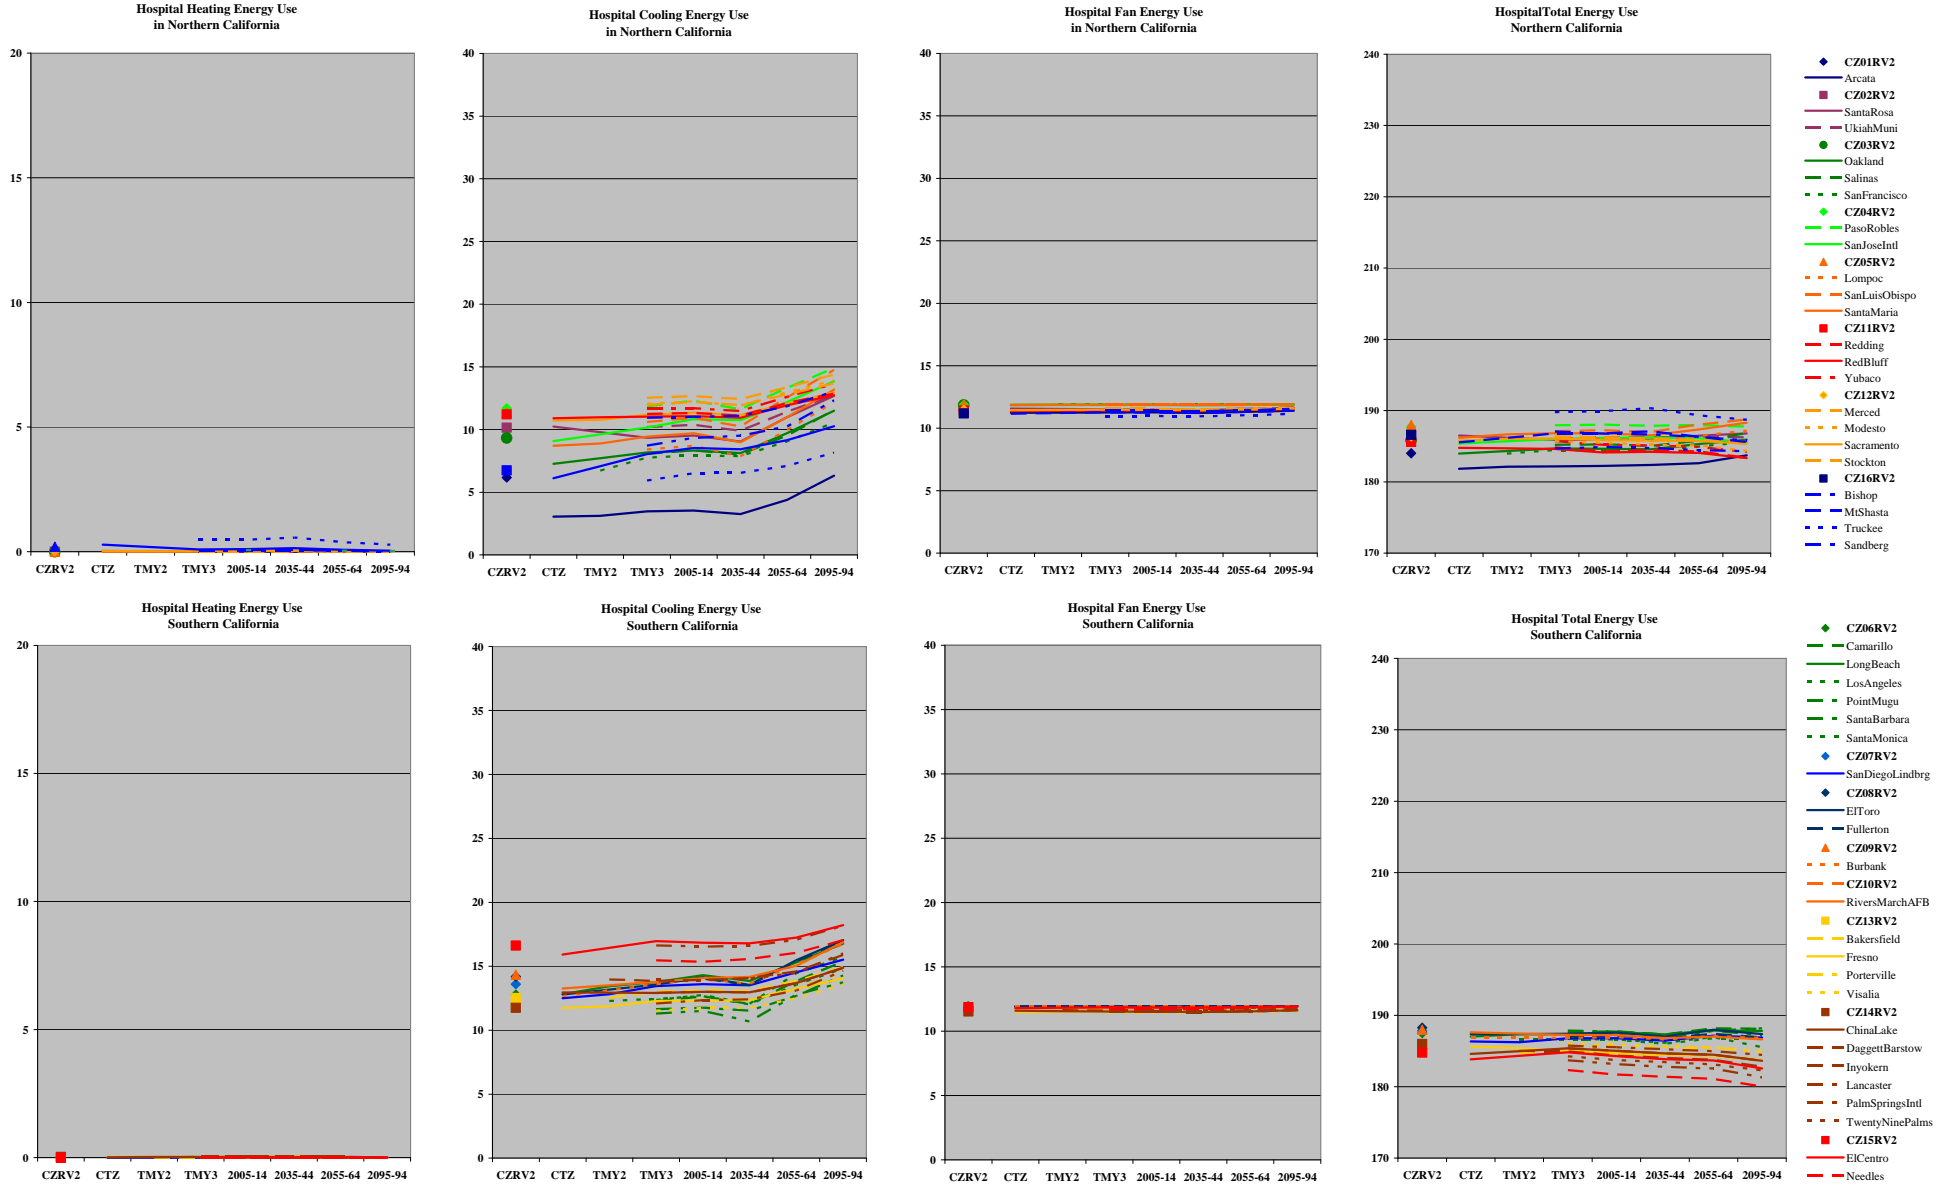 Hospital Heating Energy Use
in Northern California
20
15
10
5
0
CZRV2 CTZ TMY2 TMY3 2005-14 2035-44 2055-64 2095-94
Hospital Cooling Energy Use
in Northern California
40
35
30
25
20
15
10
5
0
CZRV2 CTZ TMY2 TMY3 2005-14 2035-44 2055-64 2095-94
Hospital Fan Energy Use
in Northern California
40
35
30
25
20
15
10
5
0
CZRV2 CTZ TMY2 TMY3 2005-14 2035-44 2055-64 2095-94
HospitalTotal Energy Use
Northern California
240
230
220
210
200
190
180
170
CZRV2 CTZ TMY2 TMY3 2005-14 2035-44 2055-64 2095-94
CZ01RV2
Arcata
CZ02RV2
SantaRosa
UkiahMuni
CZ03RV2
Oakland
Salinas
SanFrancisco
CZ04RV2
PasoRobles
SanJoseIntl
CZ05RV2
Lompoc
SanLuisObispo
SantaMaria
CZ11RV2
Redding
RedBluff
Yubaco
CZ12RV2
Merced
Modesto
Sacramento
Stockton
CZ16RV2
Bishop
MtShasta
Truckee
Sandberg
Hospital Heating Energy Use
Southern California
20
15
10
5
0
CZRV2 CTZ TMY2 TMY3 2005-14 2035-44 2055-64 2095-94
Hospital Cooling Energy Use
Southern California
40
35
30
25
20
15
10
5
0
CZRV2 CTZ TMY2 TMY3 2005-14 2035-44 2055-64 2095-94
Hospital Fan Energy Use
Southern California
40
35
30
25
20
15
10
5
0
CZRV2 CTZ TMY2 TMY3 2005-14 2035-44 2055-64 2095-94
Hospital Total Energy Use
Southern California
240
230
220
210
200
190
180
170
CZRV2 CTZ TMY2 TMY3 2005-14 2035-44 2055-64 2095-94
CZ06RV2
Camarillo
LongBeach
LosAngeles
PointMugu
SantaBarbara
SantaMonica
CZ07RV2
SanDiegoLindbrg
CZ08RV2
ElToro
Fullerton
CZ09RV2
Burbank
CZ10RV2
RiversMarchAFB
CZ13RV2
Bakersfield
Fresno
Porterville
Visalia
CZ14RV2
ChinaLake
DaggettBarstow
Inyokern
Lancaster
PalmSpringsIntl
TwentyNinePalms
CZ15RV2
ElCentro
Needles